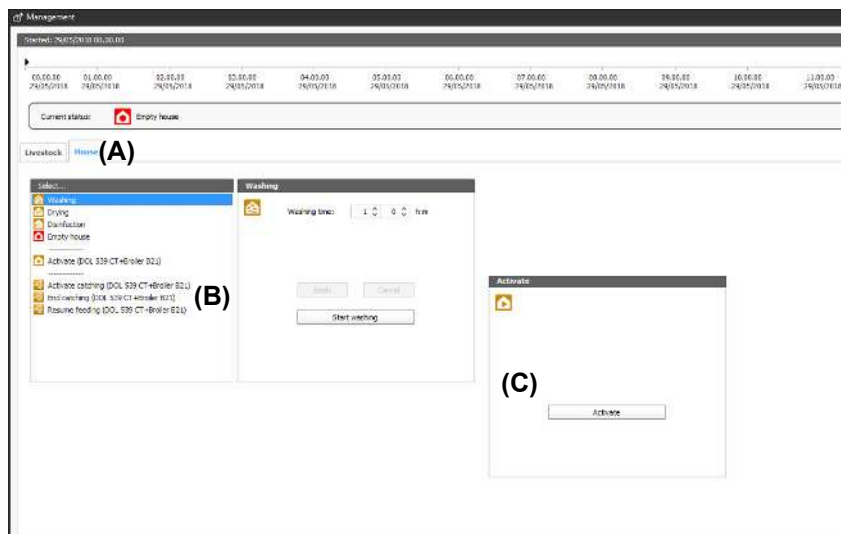 Management
Started: 29/05/2018 00.00.00
00.00.00 01.00.00 02.00.00 03.00.00 04.00.00 05.00.00 06.00.00 07.00.00 08.00.00 09.00.00 10.00.00 11.00.00
29/05/2018 29/05/2018 29/05/2018 29/05/2018 29/05/2018 29/05/2018 29/05/2018 29/05/2018 29/05/2018 29/05/2018 29/05/2018 29/05/2018
Current status: Empty house
Livestock House (A)
Select...
Washing
Drying
Disinfection
Empty house
------------
Activate (DOL 539 CT+Broiler B21)
------------
Activate catching (DOL 539 CT+Broiler B21)
End catching (DOL 539 CT+Broiler B21)
Resume feeding (DOL 539 CT+Broiler B21)
(B)
Washing
Washing time: 1 0 h:m
Apply Cancel
Start washing
Activate
(C)
Activate